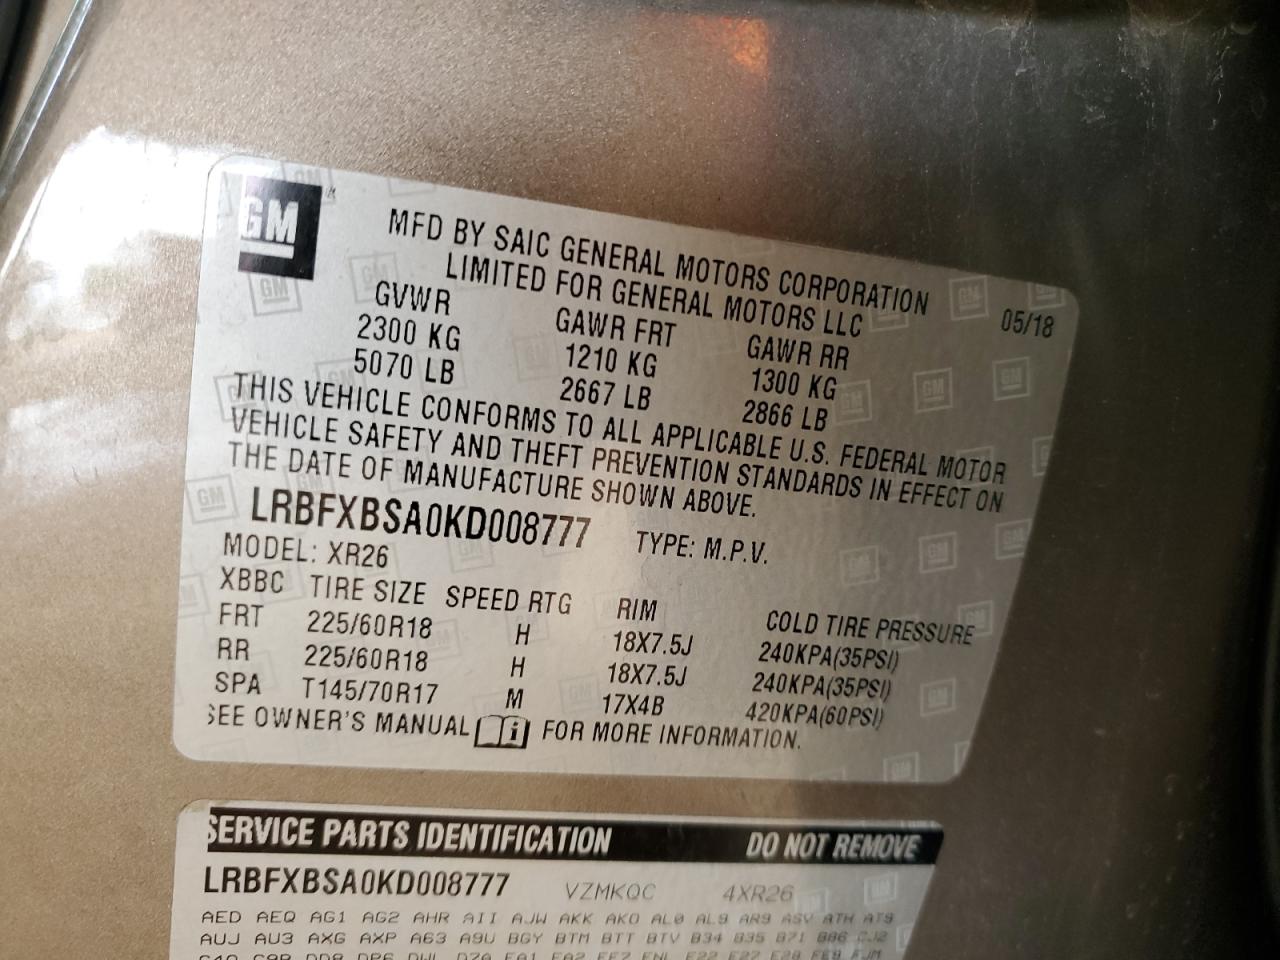 GM
MFD BY SAIC GENERAL MOTORS CORPORATION
LIMITED FOR GENERAL MOTORS LLC
05/18
GVWR GAWR FRT GAWR RR
2300 KG 1210 KG 1300 KG
5070 LB 2667 LB 2866 LB
THIS VEHICLE CONFORMS TO ALL APPLICABLE U.S. FEDERAL MOTOR
VEHICLE SAFETY AND THEFT PREVENTION STANDARDS IN EFFECT ON
THE DATE OF MANUFACTURE SHOWN ABOVE.
LRBFXBSA0KD008777 TYPE: M.P.V.
MODEL: XR26
XBBC TIRE SIZE SPEED RTG RIM COLD TIRE PRESSURE
FRT 225/60R18 H 18X7.5J 240KPA(35PSI)
RR 225/60R18 H 18X7.5J 240KPA(35PSI)
SPA T145/70R17 M 17X4B 420KPA(60PSI)
SEE OWNER'S MANUAL FOR MORE INFORMATION.
SERVICE PARTS IDENTIFICATION DO NOT REMOVE
LRBFXBSA0KD008777 VZMKQC 4XR26
AED AEQ AG1 AG2 AHR AII AJW AKK AKO AL0 AL9 AR9 ASV ATH AT9
AUJ AU3 AXG AXP A63 A9U BGY BTM BTT BTV B34 B35 B71 B86 CJ2